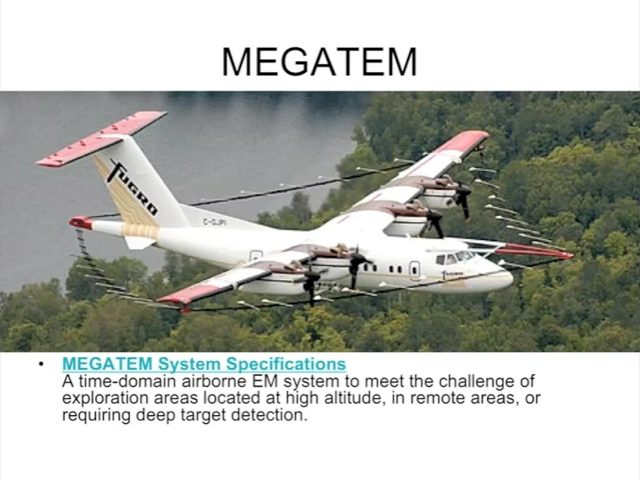 MEGATEM
FUGRO
C-GJPI
FUGRO
• MEGATEM System Specifications
A time-domain airborne EM system to meet the challenge of
exploration areas located at high altitude, in remote areas, or
requiring deep target detection.